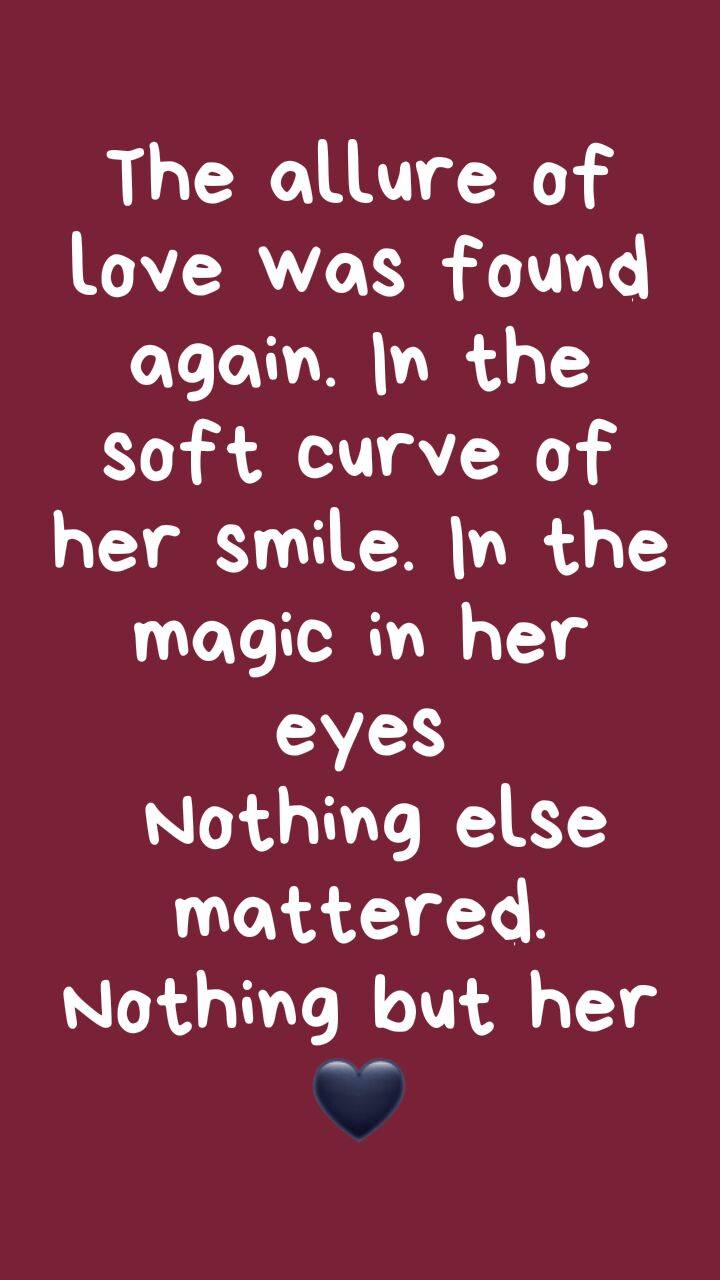 The allure of
love was found
again. In the
soft curve of
her smile. In the
magic in her
eyes
Nothing else
mattered.
Nothing but her
🖤